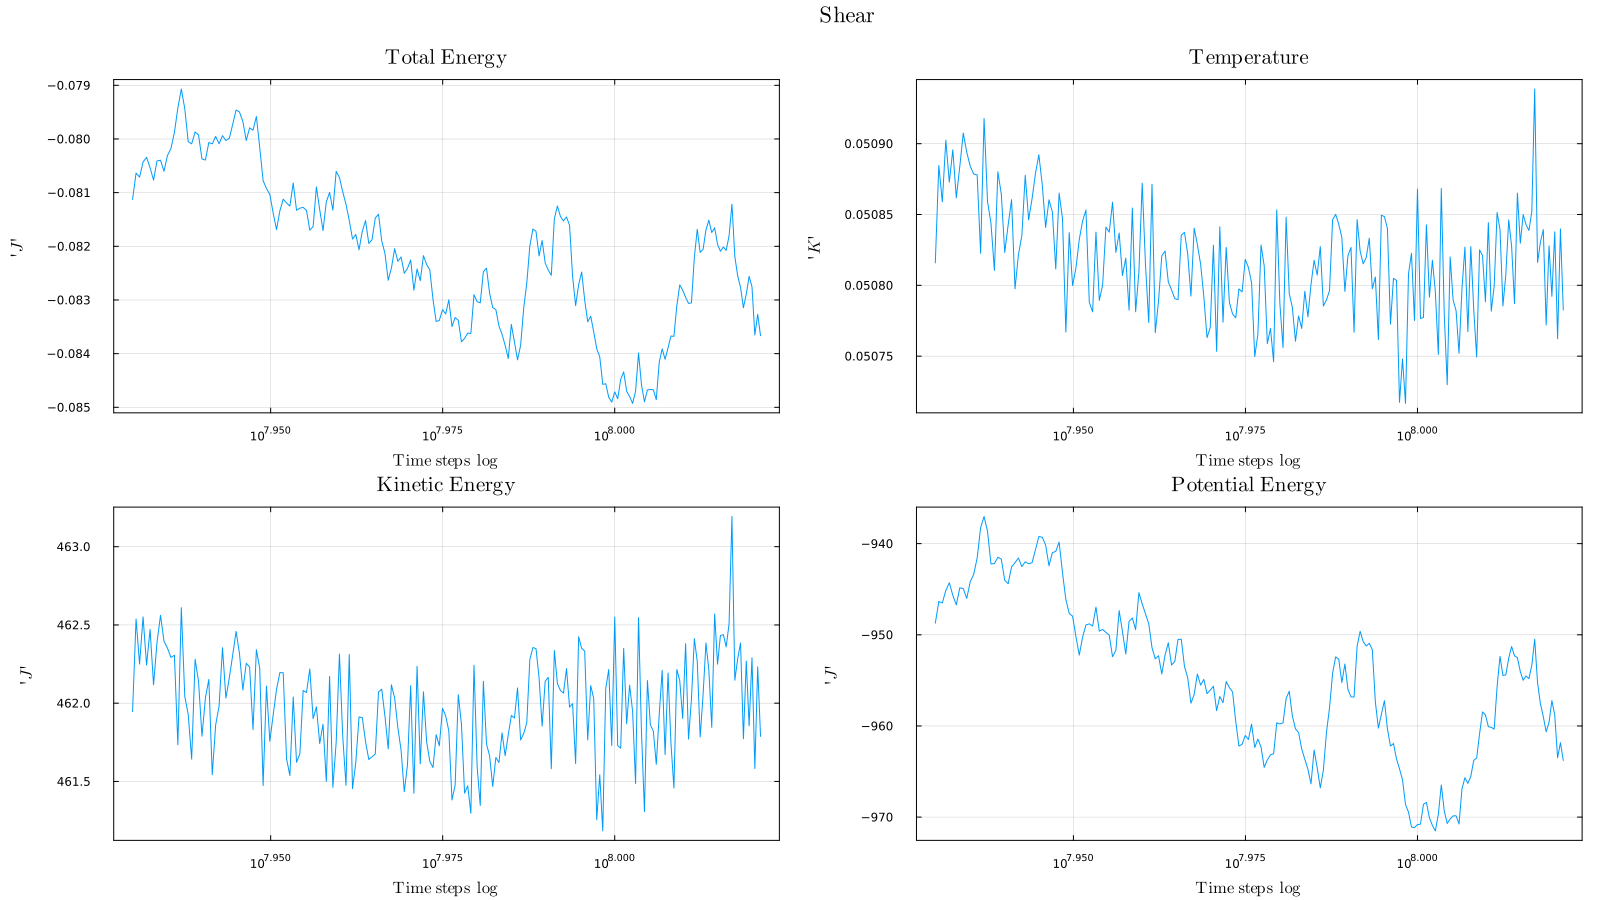 Shear
Total Energy
−0.079
−0.080
−0.081
−0.082
−0.083
−0.084
−0.085
'J'
10^7.950 10^7.975 10^8.000
Time steps log
Temperature
0.05090
0.05085
0.05080
0.05075
'K'
10^7.950 10^7.975 10^8.000
Time steps log
Kinetic Energy
463.0
462.5
462.0
461.5
'J'
10^7.950 10^7.975 10^8.000
Time steps log
Potential Energy
−940
−950
−960
−970
'J'
10^7.950 10^7.975 10^8.000
Time steps log